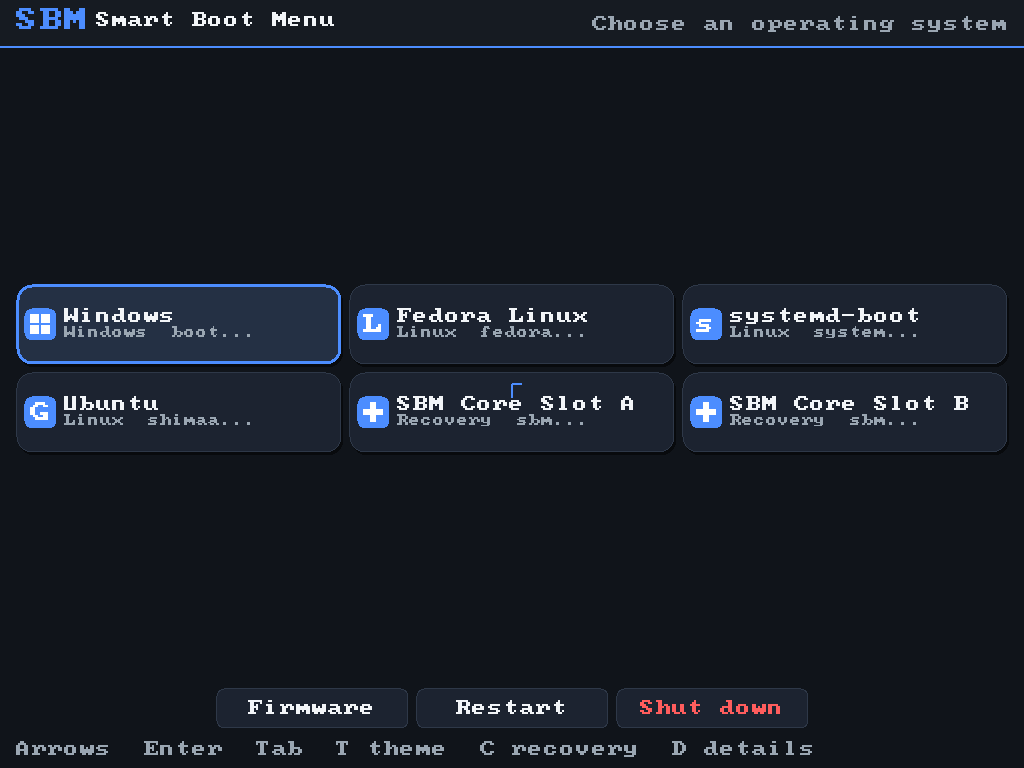 SBM Smart Boot Menu
Choose an operating system
Windows
Windows boot...
Fedora Linux
Linux fedora...
systemd-boot
Linux system...
Ubuntu
Linux shimaa...
SBM Core Slot A
Recovery sbm...
SBM Core Slot B
Recovery sbm...
Firmware
Restart
Shut down
Arrows Enter Tab T theme C recovery D details